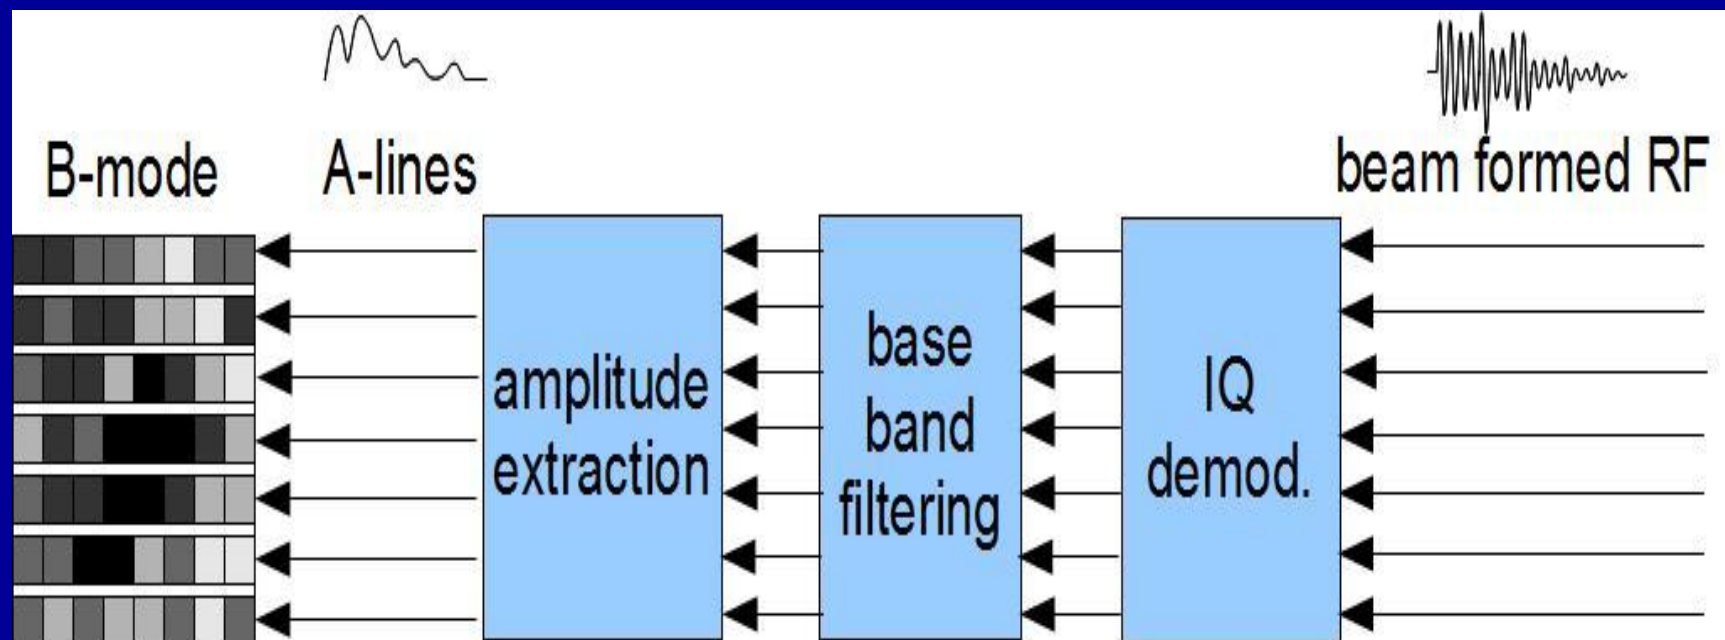 B-mode
A-lines
beam formed RF
amplitude
extraction
base
band
filtering
IQ
demod.